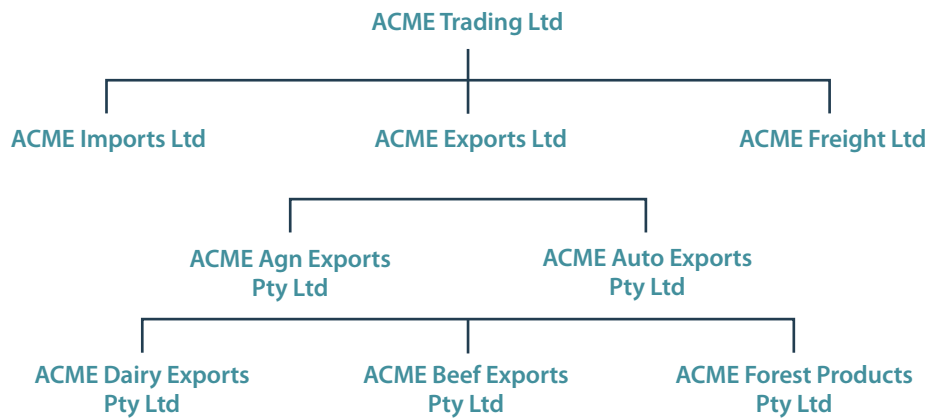 ACME Trading Ltd
ACME Imports Ltd
ACME Exports Ltd
ACME Freight Ltd
ACME Agn Exports
Pty Ltd
ACME Auto Exports
Pty Ltd
ACME Dairy Exports
Pty Ltd
ACME Beef Exports
Pty Ltd
ACME Forest Products
Pty Ltd